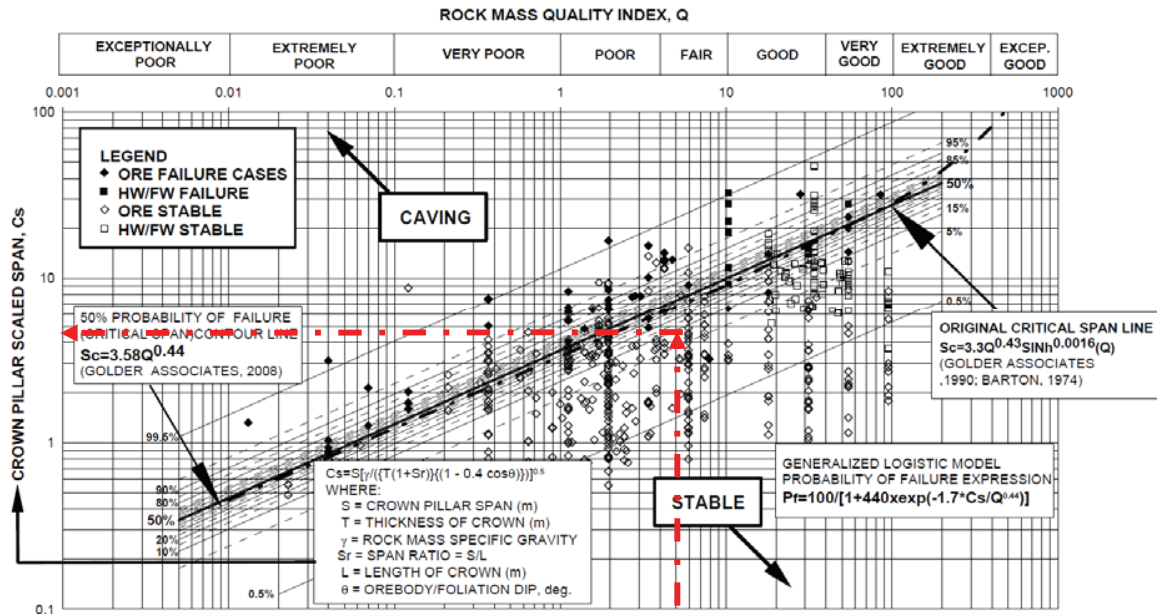 ROCK MASS QUALITY INDEX, Q
EXCEPTIONALLY POOR
EXTREMELY POOR
VERY POOR
POOR
FAIR
GOOD
VERY GOOD
EXTREMELY GOOD
EXCEP. GOOD
0.001 0.01 0.1 1 10 100 1000
100
10
1
0.1
CROWN PILLAR SCALED SPAN, Cs
LEGEND
ORE FAILURE CASES
HW/FW FAILURE
ORE STABLE
HW/FW STABLE
CAVING
95%
85%
50%
15%
5%
0.5%
50% PROBABILITY OF FAILURE
(CRITICAL SPAN)CONTOUR LINE
Sc=3.58Q0.44
(GOLDER ASSOCIATES, 2008)
ORIGINAL CRITICAL SPAN LINE
Sc=3.3Q0.43SINh0.0016(Q)
(GOLDER ASSOCIATES
,1990; BARTON, 1974)
99.5%
90%
80%
50%
20%
10%
0.5%
Cs=S[γ/({T(1+Sr)}{(1 - 0.4 cosθ)})]0.5
WHERE:
S = CROWN PILLAR SPAN (m)
T = THICKNESS OF CROWN (m)
γ = ROCK MASS SPECIFIC GRAVITY
Sr = SPAN RATIO = S/L
L = LENGTH OF CROWN (m)
θ = OREBODY/FOLIATION DIP, deg.
STABLE
GENERALIZED LOGISTIC MODEL
PROBABILITY OF FAILURE EXPRESSION
Pf=100/[1+440xexp(-1.7*Cs/Q0.44)]